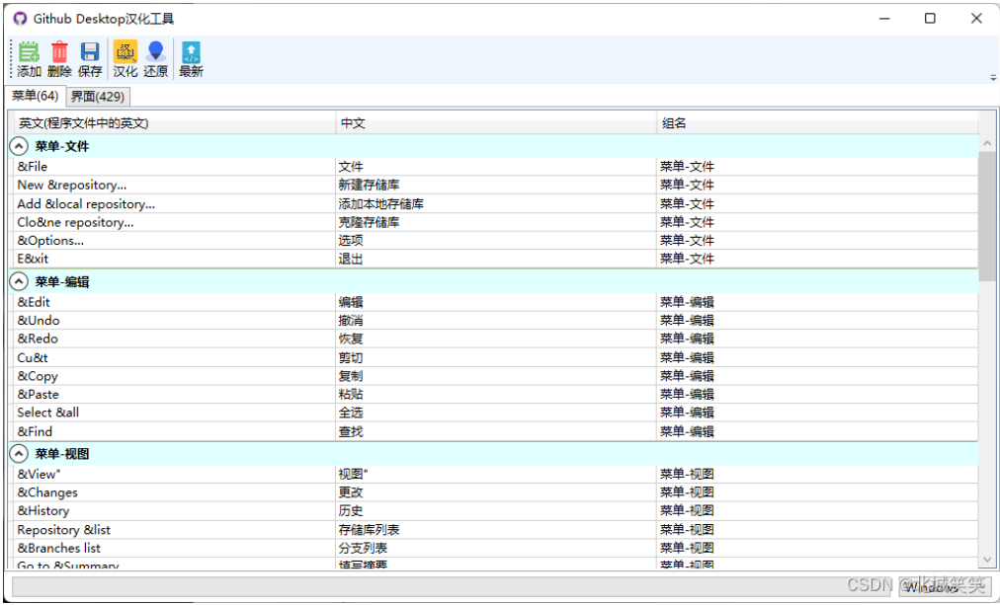 Github Desktop汉化工具
添加 删除 保存 汉化 还原 最新
菜单(64) 界面(429)
英文(程序文件中的英文) 中文 组名
菜单-文件
&File 文件 菜单-文件
New &repository... 新建存储库 菜单-文件
Add &local repository... 添加本地存储库 菜单-文件
Clo&ne repository... 克隆存储库 菜单-文件
&Options... 选项 菜单-文件
E&xit 退出 菜单-文件
菜单-编辑
&Edit 编辑 菜单-编辑
&Undo 撤消 菜单-编辑
&Redo 恢复 菜单-编辑
Cu&t 剪切 菜单-编辑
&Copy 复制 菜单-编辑
&Paste 粘贴 菜单-编辑
Select &all 全选 菜单-编辑
&Find 查找 菜单-编辑
菜单-视图
&View" 视图" 菜单-视图
&Changes 更改 菜单-视图
&History 历史 菜单-视图
Repository &list 存储库列表 菜单-视图
&Branches list 分支列表 菜单-视图
Go to &Summary 填写摘要 菜单-视图
CSDN @北城笑笑
Windows